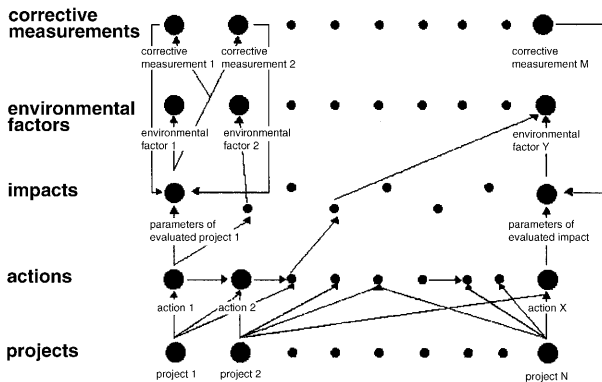 corrective
measurements
corrective
measurement 1
corrective
measurement 2
corrective
measurement M
environmental
factors
environmental
factor 1
environmental
factor 2
environmental
factor Y
impacts
parameters of
evaluated project 1
parameters of
evaluated impact
actions
action 1
action 2
action X
projects
project 1
project 2
project N